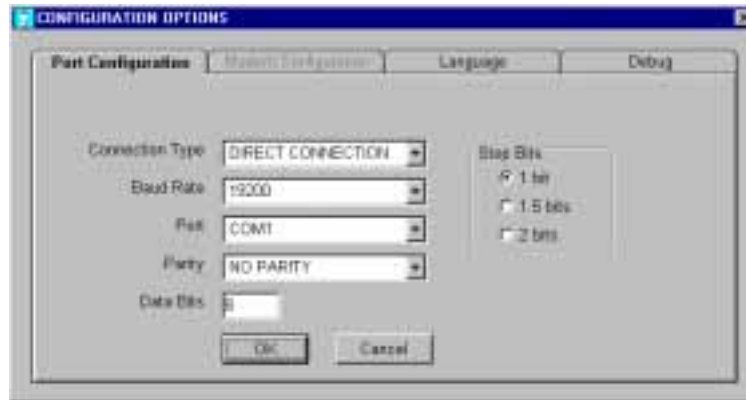 CONFIGURATION OPTIONS
Port Configuration Modem Configuration Language Debug
Connection Type DIRECT CONNECTION
Stop Bits
1 bit
Baud Rate 19200
1.5 bits
Port COM1
2 bits
Parity NO PARITY
Data Bits 8
OK Cancel